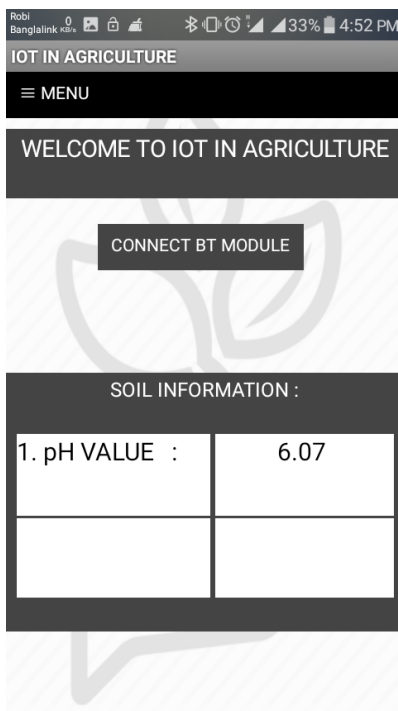 Robi
Banglalink 0 KB/s 33% 4:52 PM
IOT IN AGRICULTURE
≡ MENU
WELCOME TO IOT IN AGRICULTURE
CONNECT BT MODULE
SOIL INFORMATION :
1. pH VALUE : 6.07